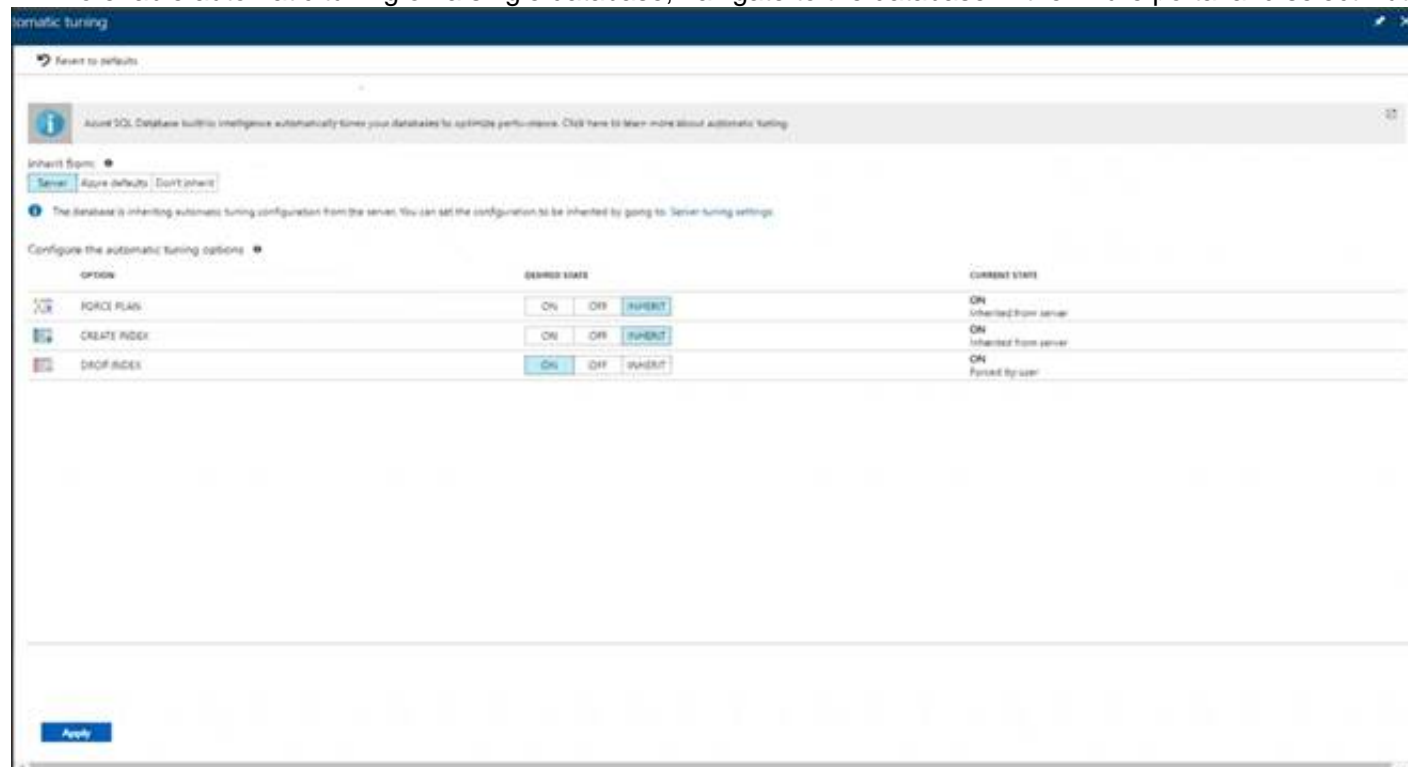 omatic tuning
Revert to defaults
Azure SQL Database built-in intelligence automatically tunes your databases to optimize performance. Click here to learn more about automatic tuning.
Inherit from:
Server Azure defaults Don't inherit
The database is inheriting automatic tuning configuration from the server. You can set the configuration to be inherited by going to: Server tuning settings
Configure the automatic tuning options
OPTION DESIRED STATE CURRENT STATE
FORCE PLAN ON OFF INHERIT ON
Inherited from server
CREATE INDEX ON OFF INHERIT ON
Inherited from server
DROP INDEX ON OFF INHERIT ON
Forced by user
Apply